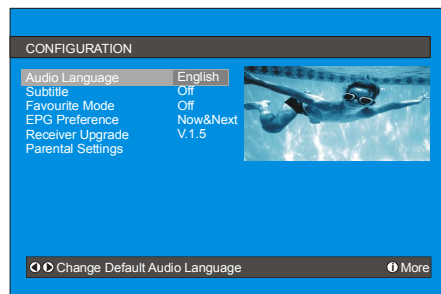 CONFIGURATION
Audio Language English
Subtitle Off
Favourite Mode Off
EPG Preference Now&Next
Receiver Upgrade V.1.5
Parental Settings
Change Default Audio Language i More